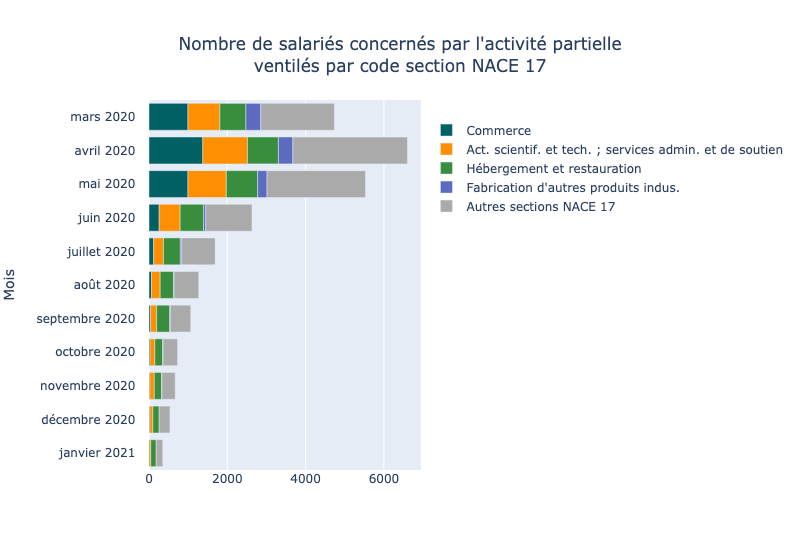 Nombre de salariés concernés par l'activité partielle
ventilés par code section NACE 17
Mois
mars 2020
avril 2020
mai 2020
juin 2020
juillet 2020
août 2020
septembre 2020
octobre 2020
novembre 2020
décembre 2020
janvier 2021
0 2000 4000 6000
Commerce
Act. scientif. et tech. ; services admin. et de soutien
Hébergement et restauration
Fabrication d'autres produits indus.
Autres sections NACE 17